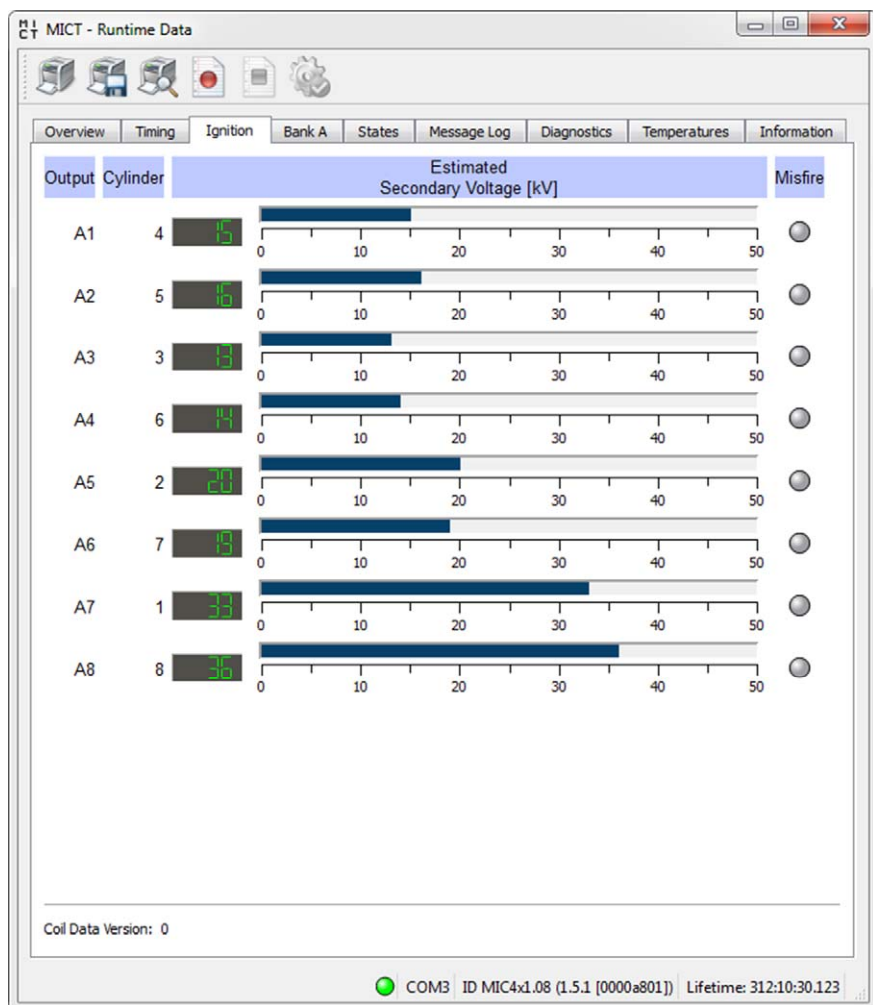 MICT - Runtime Data
Overview Timing Ignition Bank A States Message Log Diagnostics Temperatures Information
Output Cylinder Estimated Secondary Voltage [kV] Misfire
A1 4 15
0 10 20 30 40 50
A2 5 16
0 10 20 30 40 50
A3 3 13
0 10 20 30 40 50
A4 6 14
0 10 20 30 40 50
A5 2 20
0 10 20 30 40 50
A6 7 19
0 10 20 30 40 50
A7 1 33
0 10 20 30 40 50
A8 8 36
0 10 20 30 40 50
Coil Data Version: 0
COM3 ID MIC4x1.08 (1.5.1 [0000a801]) Lifetime: 312:10:30.123